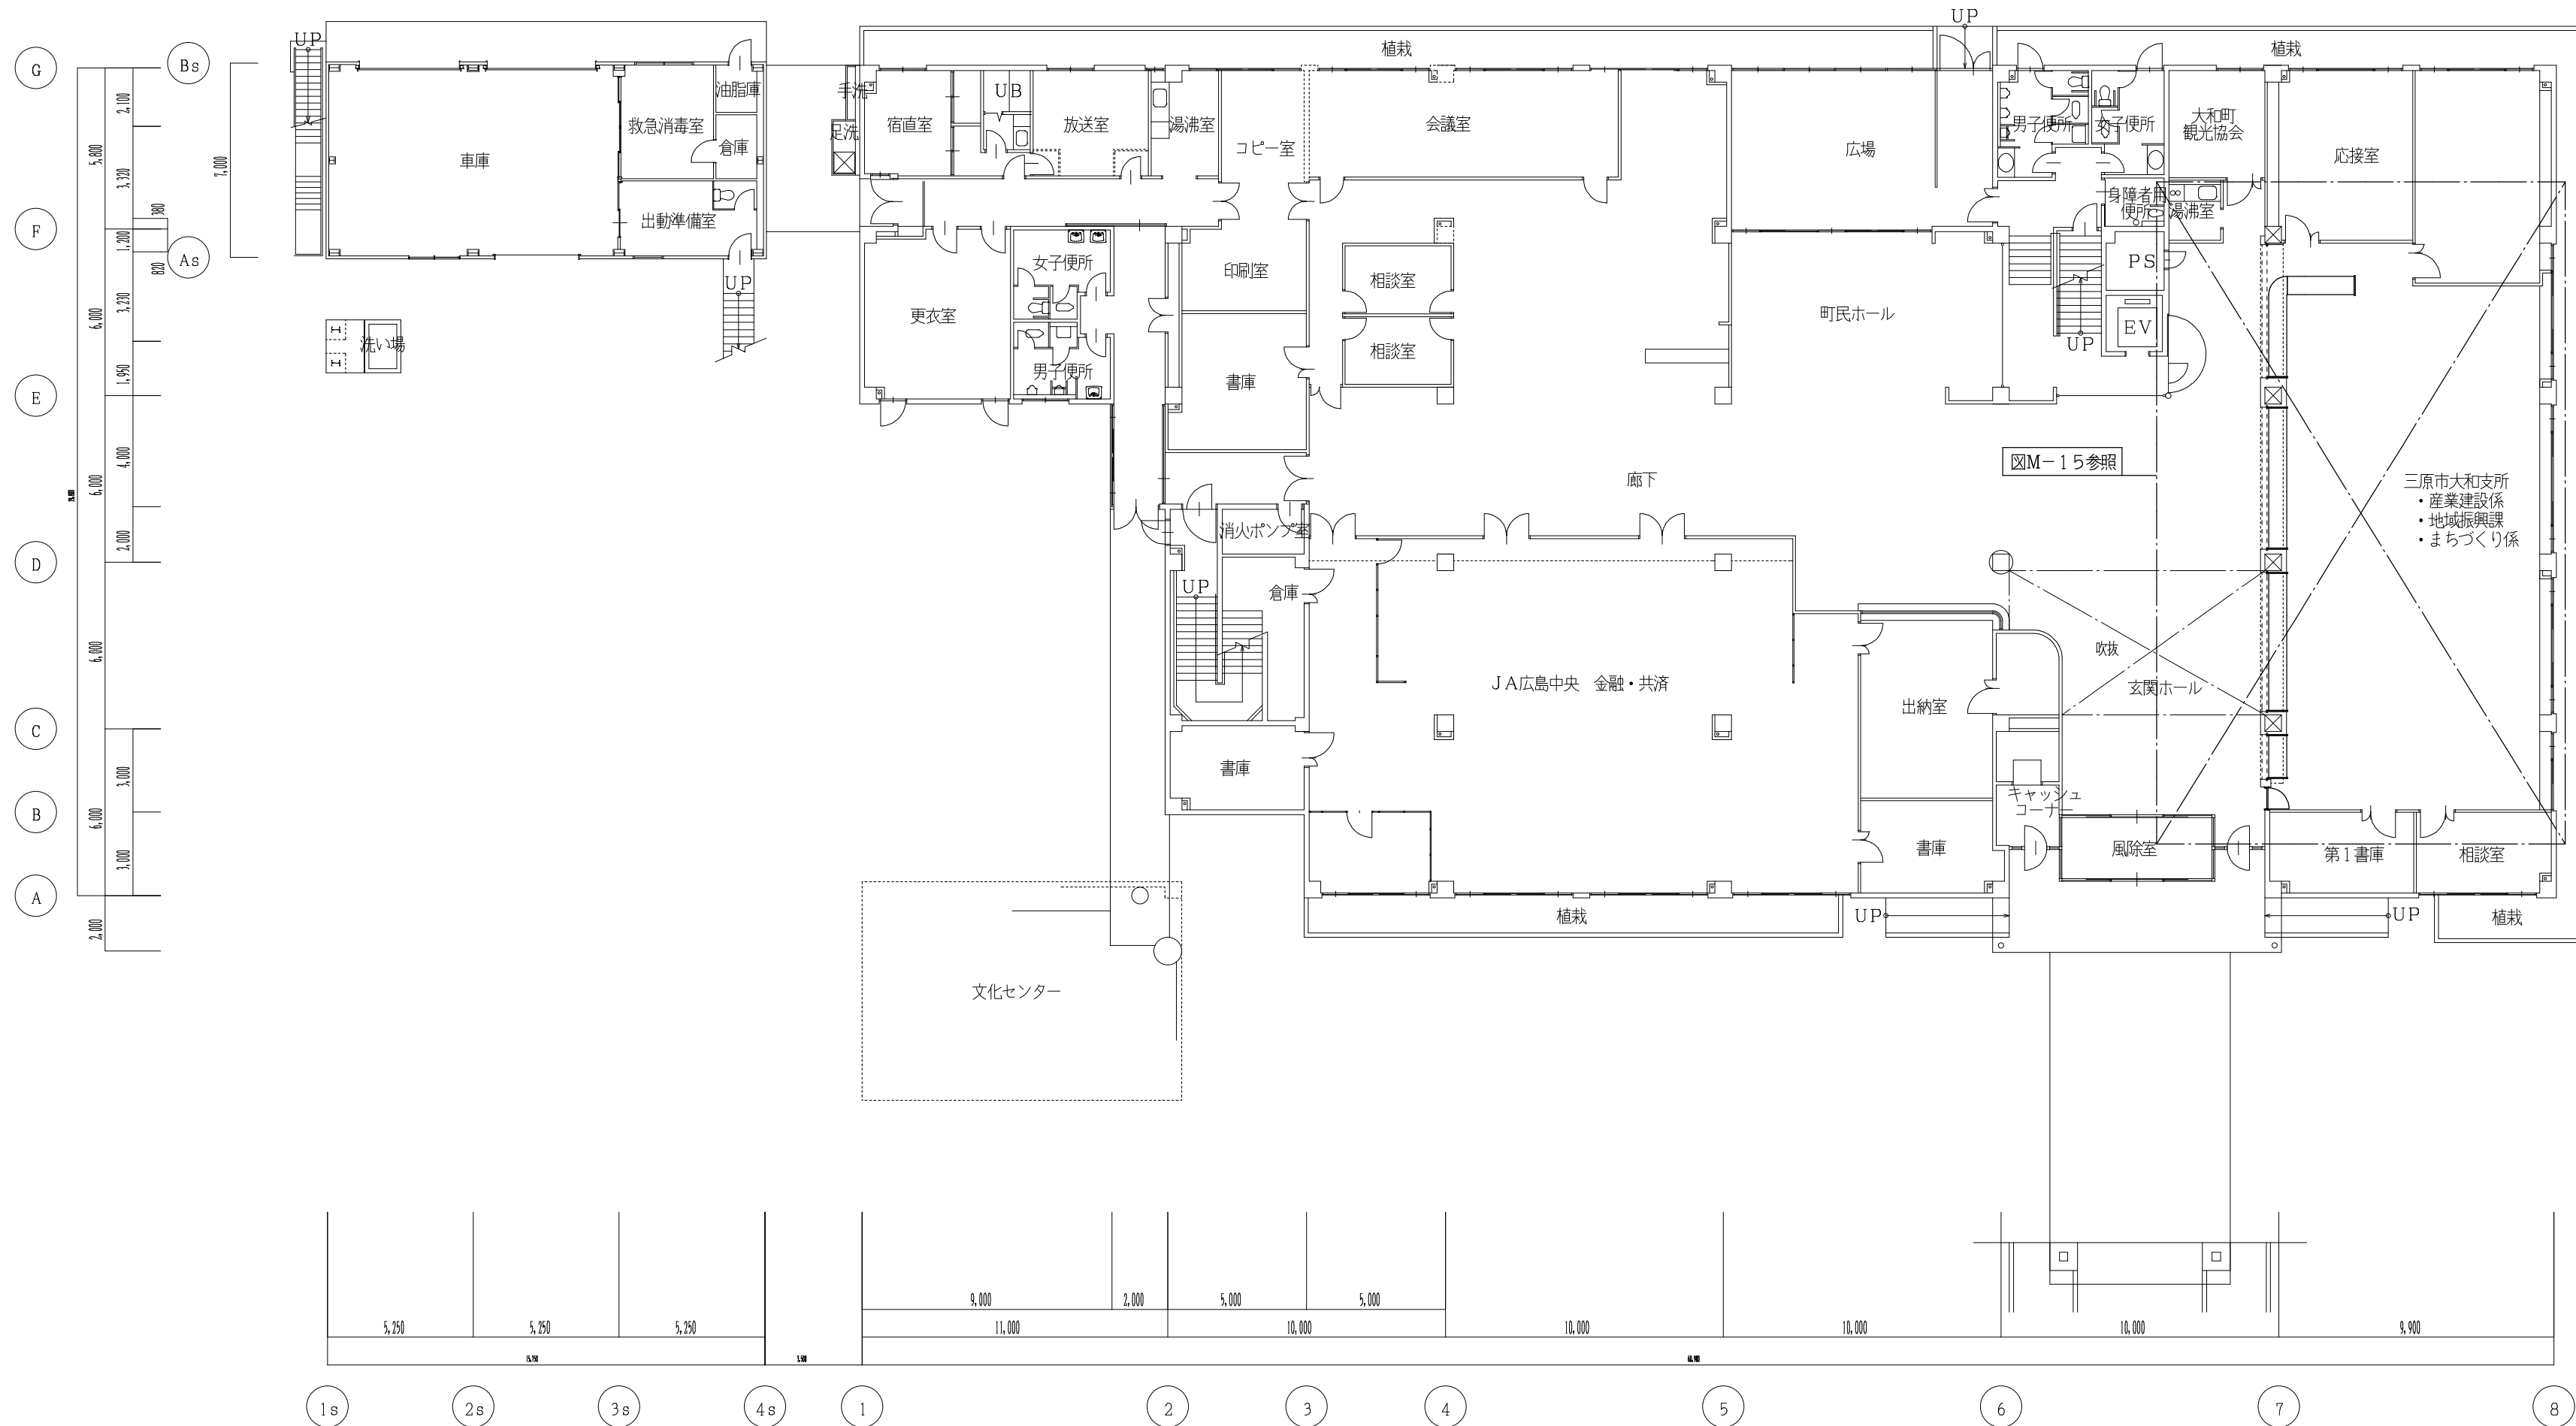 UP
UP
G
Bs
植栽
植栽
油脂庫
手洗
UB
救急消毒室
宿直室
放送室
湯沸室
会議室
男子便所
女子便所
大和町
観光協会
足洗
倉庫
コピー室
広場
応接室
車庫
2,100
5,800
7,000
3,320
380
出動準備室
身障者用
便所
湯沸室
F
1,200
As
820
女子便所
印刷室
相談室
PS
UP
3,230
6,000
更衣室
町民ホール
EV
洗い場
UP
相談室
男子便所
書庫
1,950
E
4,000
6,000
図M−15参照
廊下
三原市大和支所
・産業建設係
・地域振興課
・まちづくり係
消火ポンプ室
2,000
D
UP
倉庫
6,000
吹抜
JA広島中央 金融・共済
玄関ホール
出納室
C
書庫
3,000
キャッシュ
コーナー
B
6,000
書庫
風除室
第1書庫
相談室
3,000
A
植栽
UP
UP
植栽
2,000
文化センター
9,000
2,000
5,000
5,000
5,250
5,250
5,250
11,000
10,000
10,000
10,000
10,000
9,900
15,750
3,500
60,900
1s
2s
3s
4s
1
2
3
4
5
6
7
8